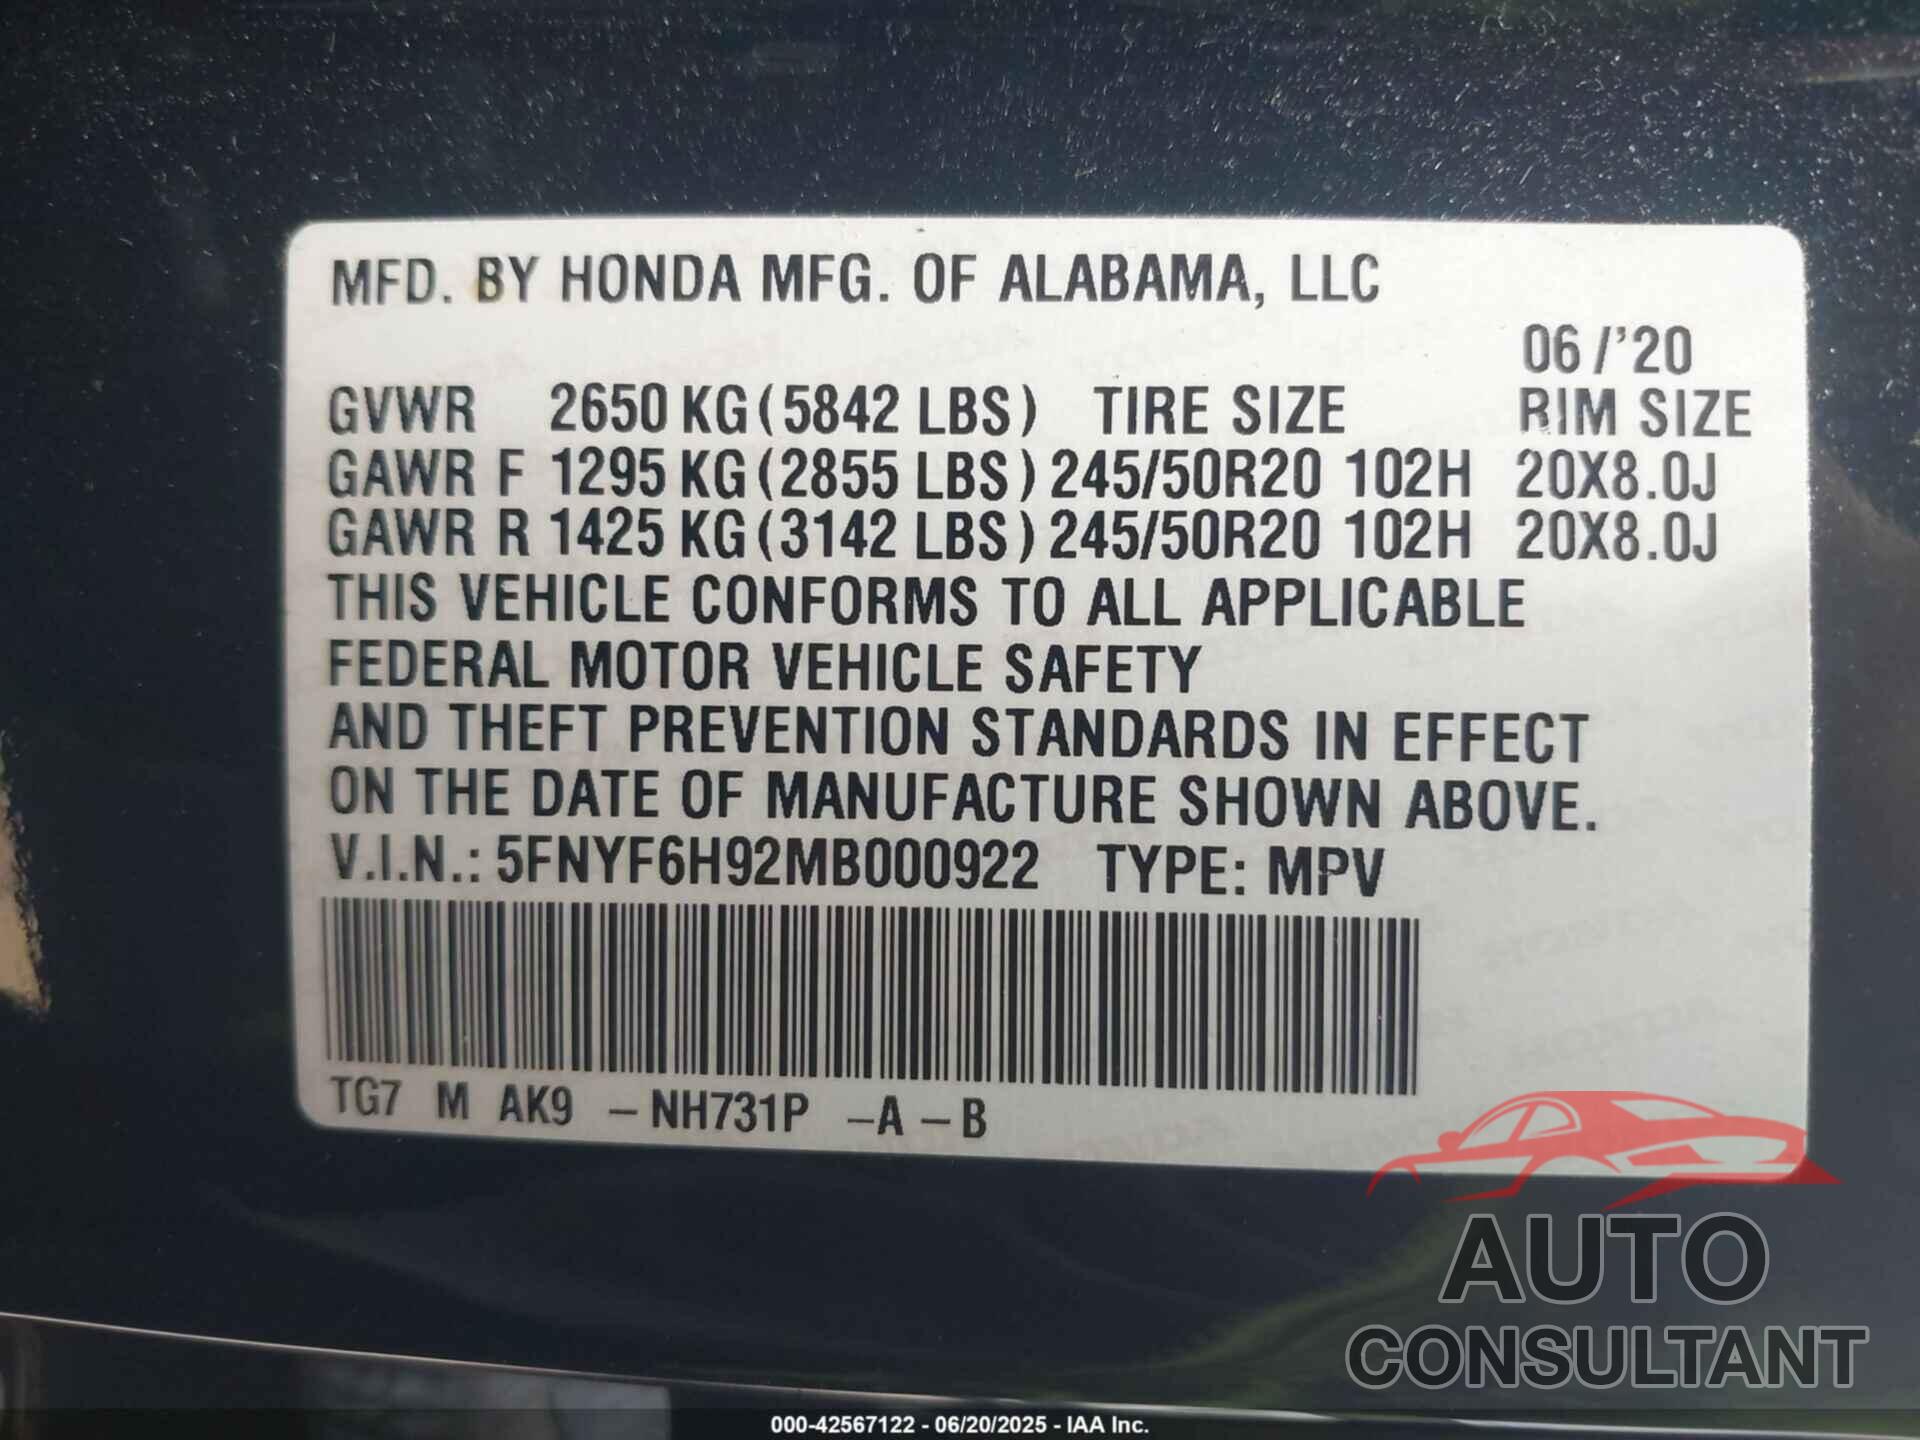 MFD. BY HONDA MFG. OF ALABAMA, LLC
06/'20
GVWR 2650 KG (5842 LBS) TIRE SIZE RIM SIZE
GAWR F 1295 KG (2855 LBS) 245/50R20 102H 20X8.0J
GAWR R 1425 KG (3142 LBS) 245/50R20 102H 20X8.0J
THIS VEHICLE CONFORMS TO ALL APPLICABLE
FEDERAL MOTOR VEHICLE SAFETY
AND THEFT PREVENTION STANDARDS IN EFFECT
ON THE DATE OF MANUFACTURE SHOWN ABOVE.
V.I.N.: 5FNYF6H92MB000922 TYPE: MPV
TG7 M AK9 –NH731P –A –B
AUTO
CONSULTANT
000-42567122 - 06/20/2025 - IAA Inc.